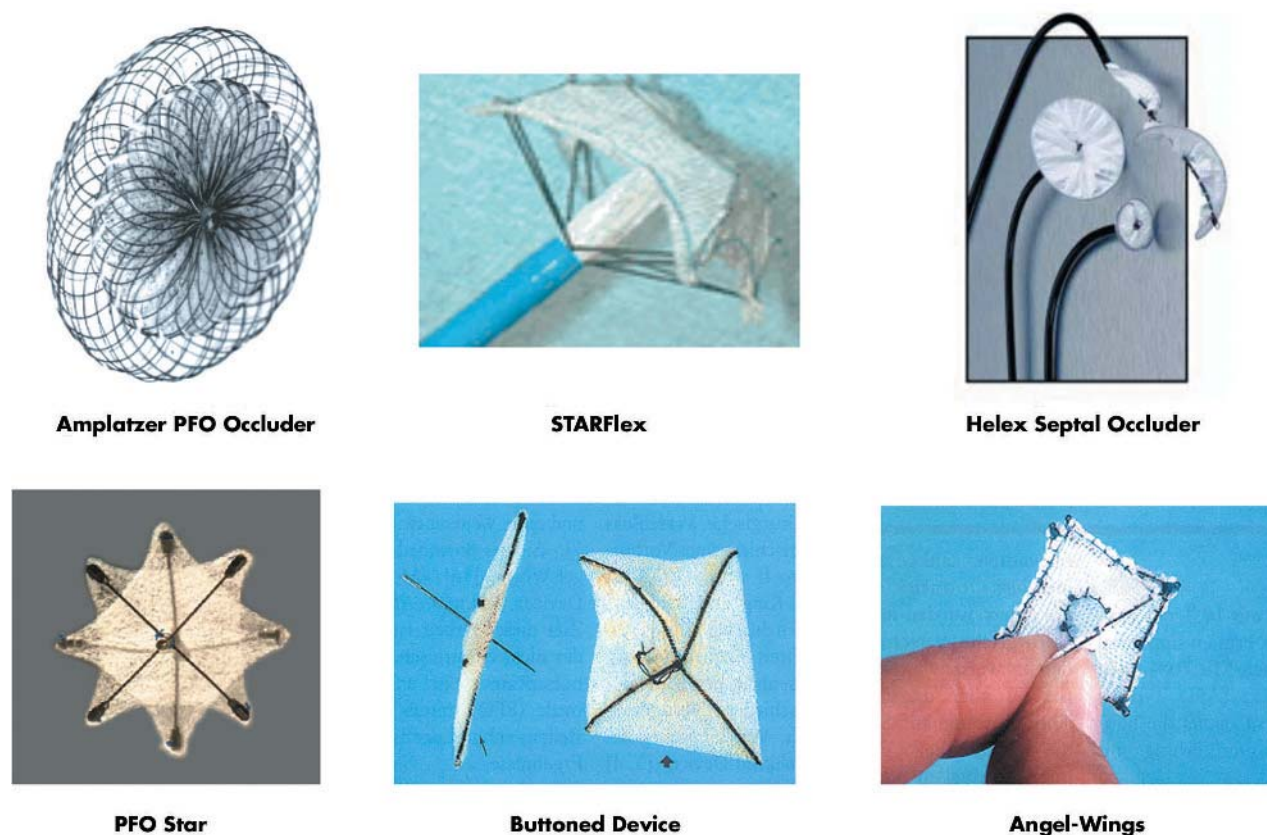 Amplatzer PFO Occluder
STARFlex
Helex Septal Occluder
PFO Star
Buttoned Device
Angel-Wings